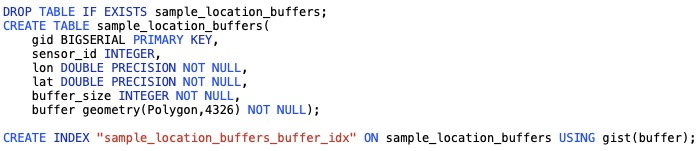 DROP TABLE IF EXISTS sample_location_buffers;
CREATE TABLE sample_location_buffers(
    gid BIGSERIAL PRIMARY KEY,
    sensor_id INTEGER,
    lon DOUBLE PRECISION NOT NULL,
    lat DOUBLE PRECISION NOT NULL,
    buffer_size INTEGER NOT NULL,
    buffer geometry(Polygon,4326) NOT NULL);

CREATE INDEX "sample_location_buffers_buffer_idx" ON sample_location_buffers USING gist(buffer);